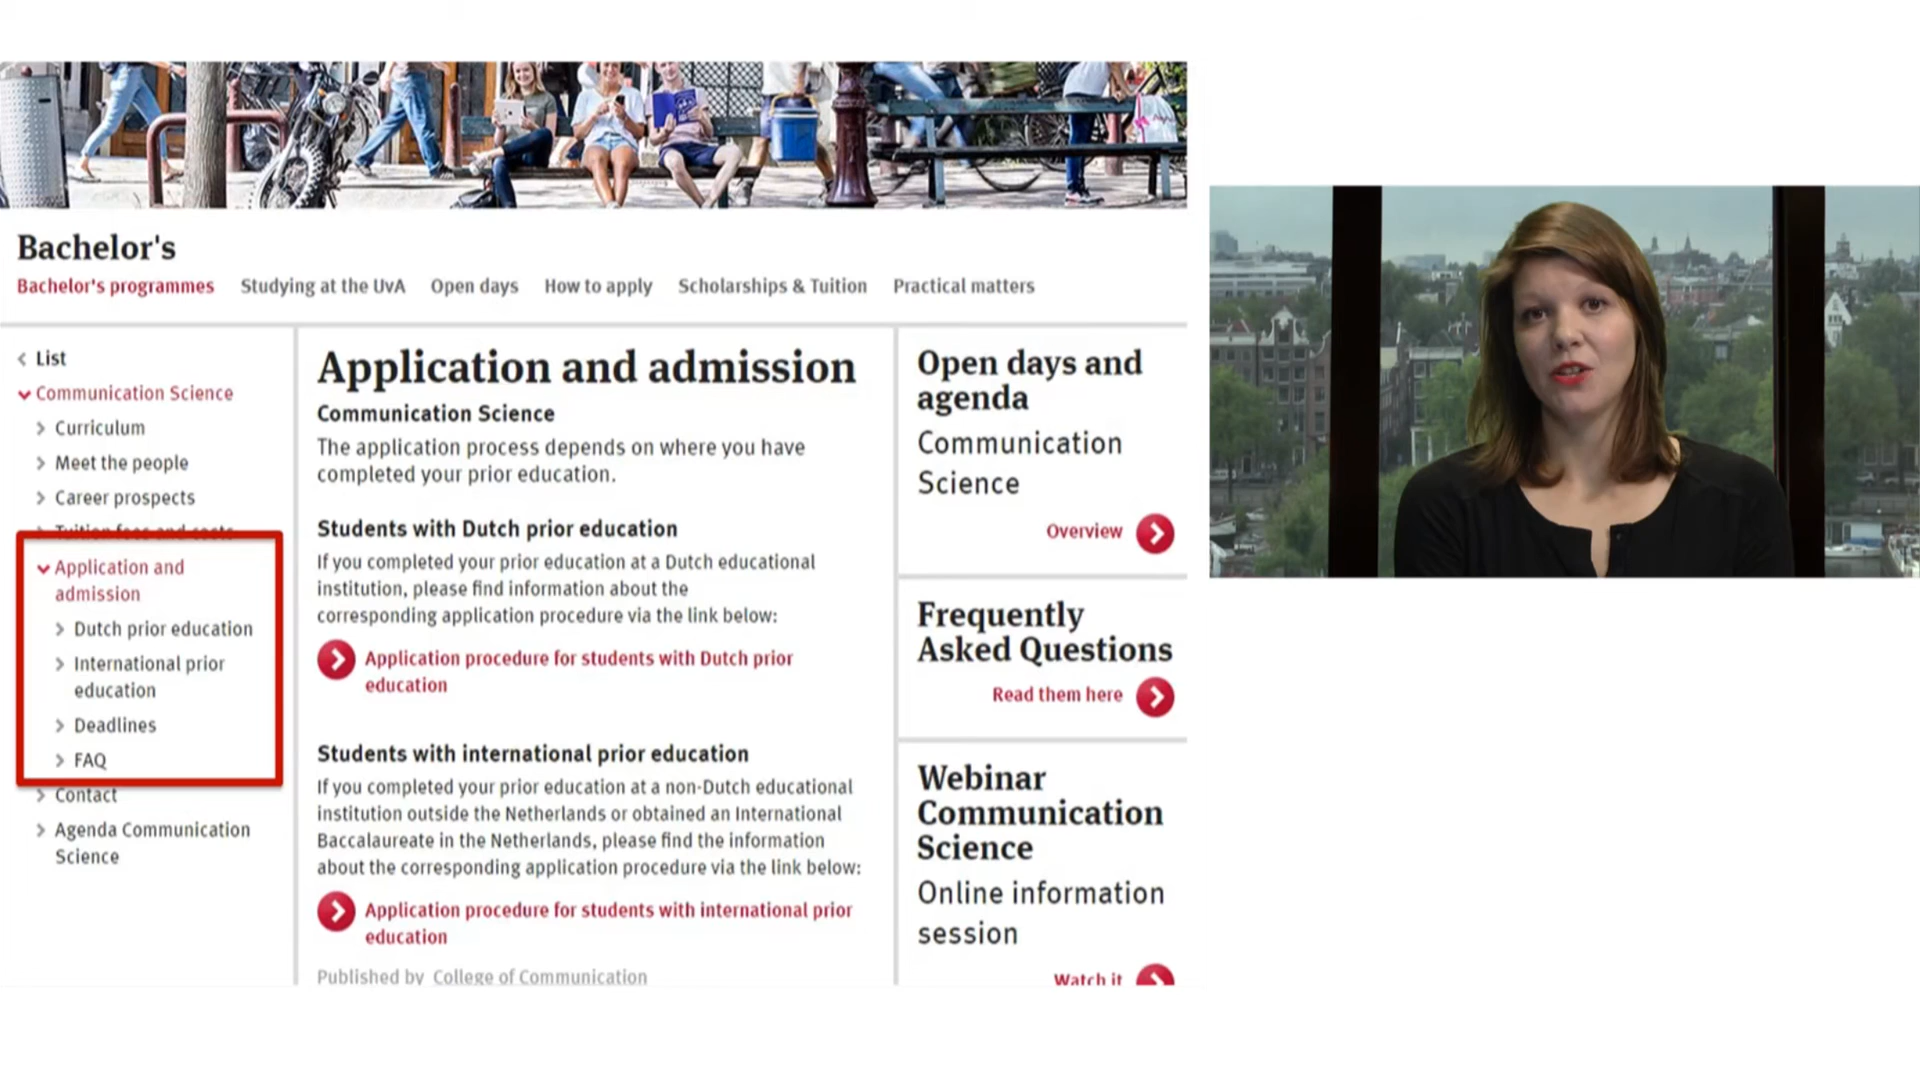 Bachelor's
Bachelor's programmes Studying at the UvA Open days How to apply Scholarships & Tuition Practical matters
List
Communication Science
Curriculum
Meet the people
Career prospects
Tuition fees and costs
Application and
admission
Dutch prior education
International prior
education
Deadlines
FAQ
Contact
Agenda Communication
Science
Application and admission
Communication Science
The application process depends on where you have
completed your prior education.
Students with Dutch prior education
If you completed your prior education at a Dutch educational
institution, please find information about the
corresponding application procedure via the link below:
Application procedure for students with Dutch prior
education
Students with international prior education
If you completed your prior education at a non-Dutch educational
institution outside the Netherlands or obtained an International
Baccalaureate in the Netherlands, please find the information
about the corresponding application procedure via the link below:
Application procedure for students with international prior
education
Published by College of Communication
Open days and
agenda
Communication
Science
Overview
Frequently
Asked Questions
Read them here
Webinar
Communication
Science
Online information
session
Watch it